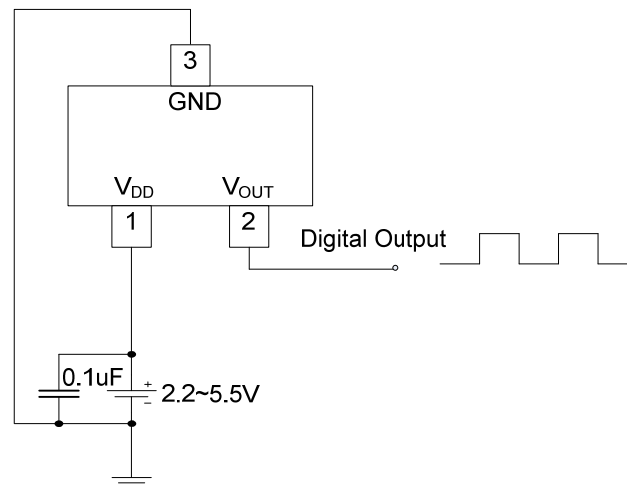 3
GND
VDD
VOUT
1
2
Digital Output
0.1uF
+
2.2~5.5V
-